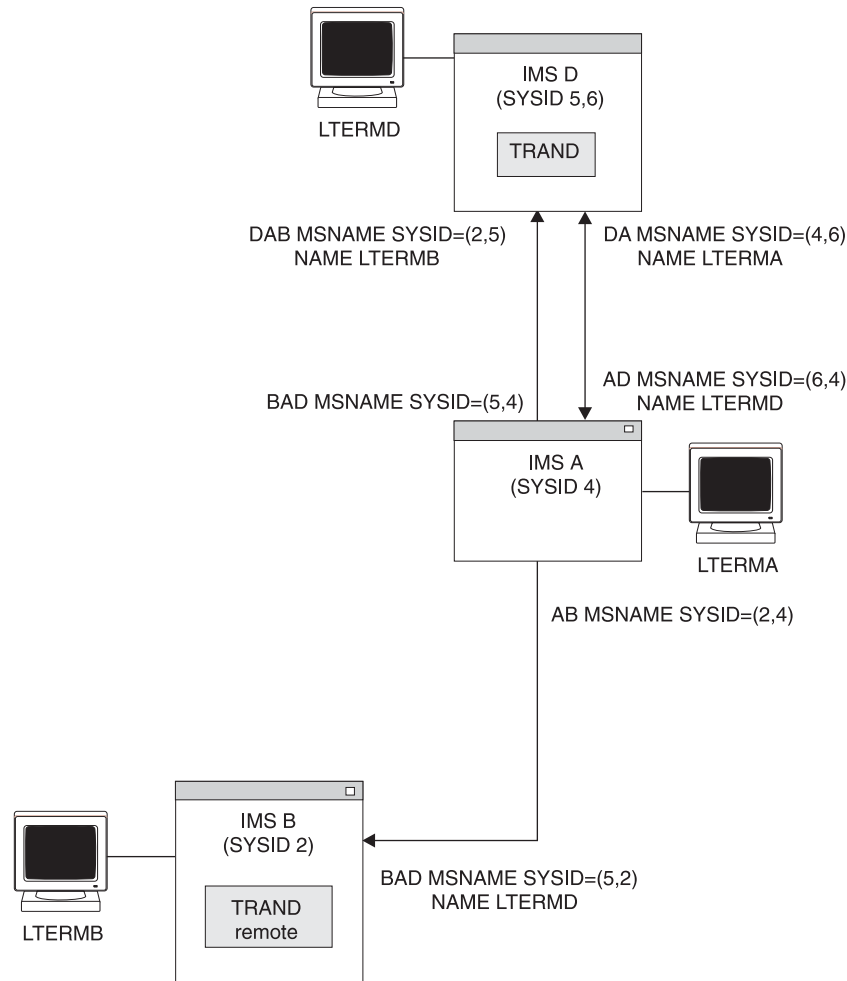 IMS D
(SYSID 5,6)
TRAND
LTERMD
DAB MSNAME SYSID=(2,5)
NAME LTERMB
DA MSNAME SYSID=(4,6)
NAME LTERMA
BAD MSNAME SYSID=(5,4)
AD MSNAME SYSID=(6,4)
NAME LTERMD
IMS A
(SYSID 4)
LTERMA
AB MSNAME SYSID=(2,4)
IMS B
(SYSID 2)
BAD MSNAME SYSID=(5,2)
NAME LTERMD
TRAND
remote
LTERMB